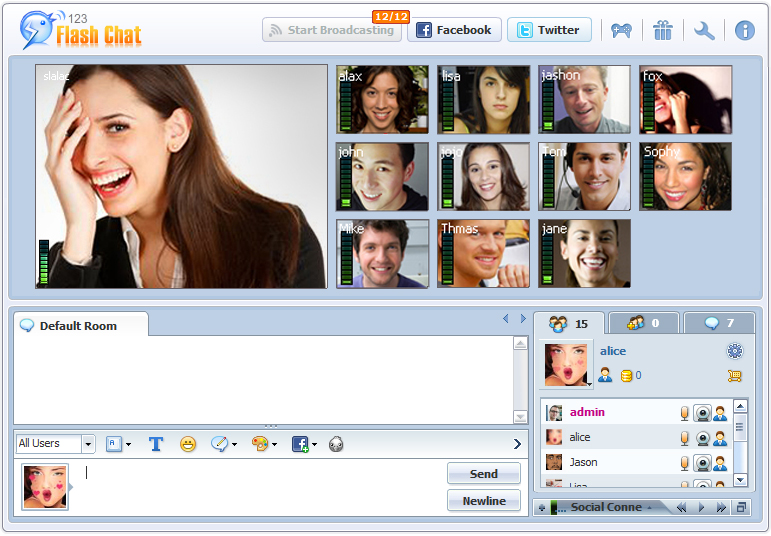 123
Flash Chat
12/12
Start Broadcasting
Facebook
Twitter
slalac
alax
lisa
jashon
fox
john
jojo
Tom
Sophy
Mike
Thmas
jane
Default Room
15
0
7
alice
0
admin
alice
Jason
Lisa
All Users
A
T
Send
Newline
... Social Conne -